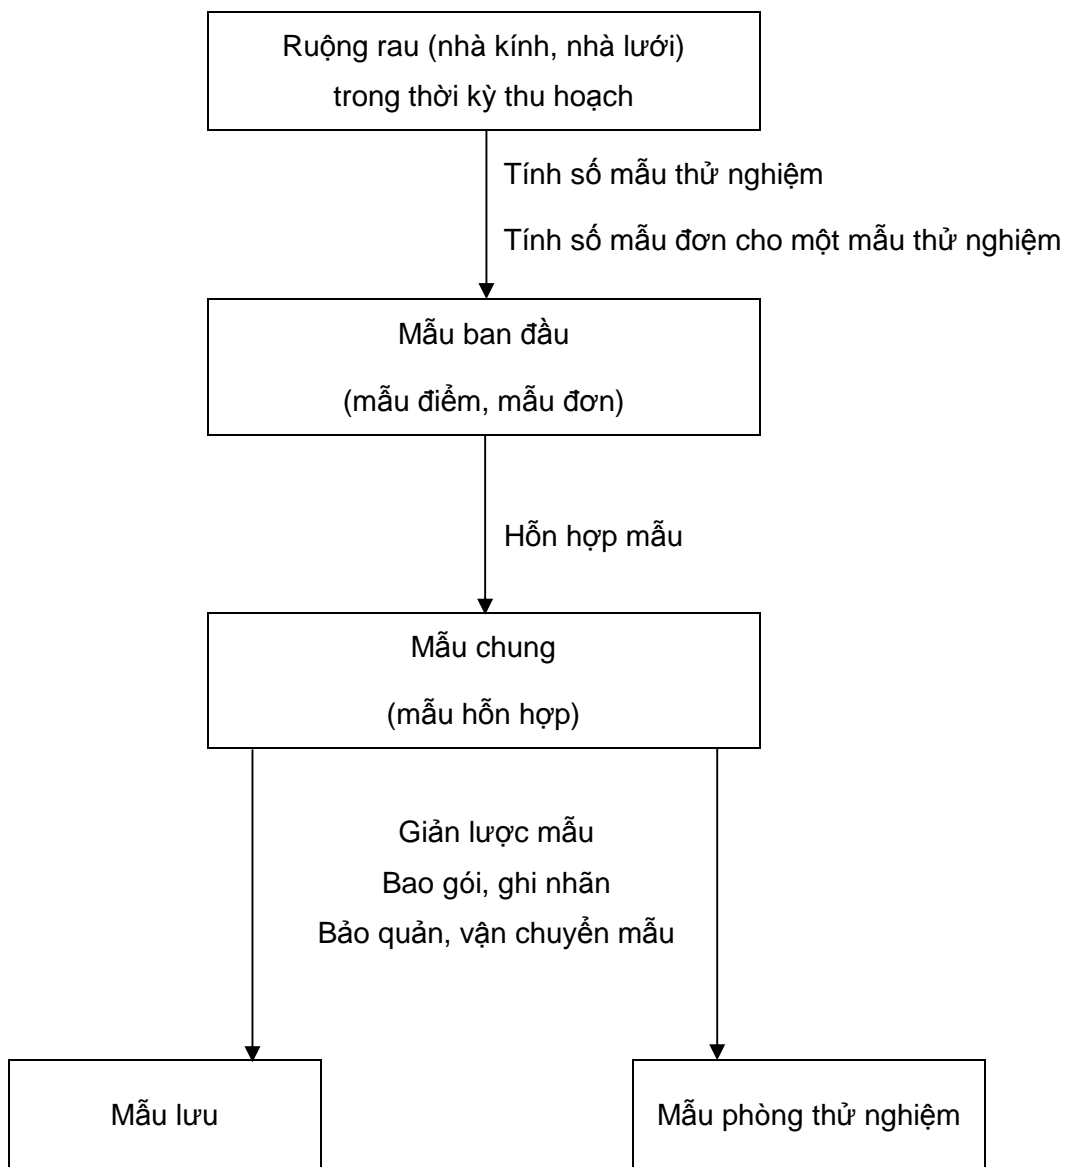 Ruộng rau (nhà kính, nhà lưới)
trong thời kỳ thu hoạch
Tính số mẫu thử nghiệm
Tính số mẫu đơn cho một mẫu thử nghiệm
Mẫu ban đầu
(mẫu điểm, mẫu đơn)
Hỗn hợp mẫu
Mẫu chung
(mẫu hỗn hợp)
Giản lược mẫu
Bao gói, ghi nhãn
Bảo quản, vận chuyển mẫu
Mẫu lưu
Mẫu phòng thử nghiệm